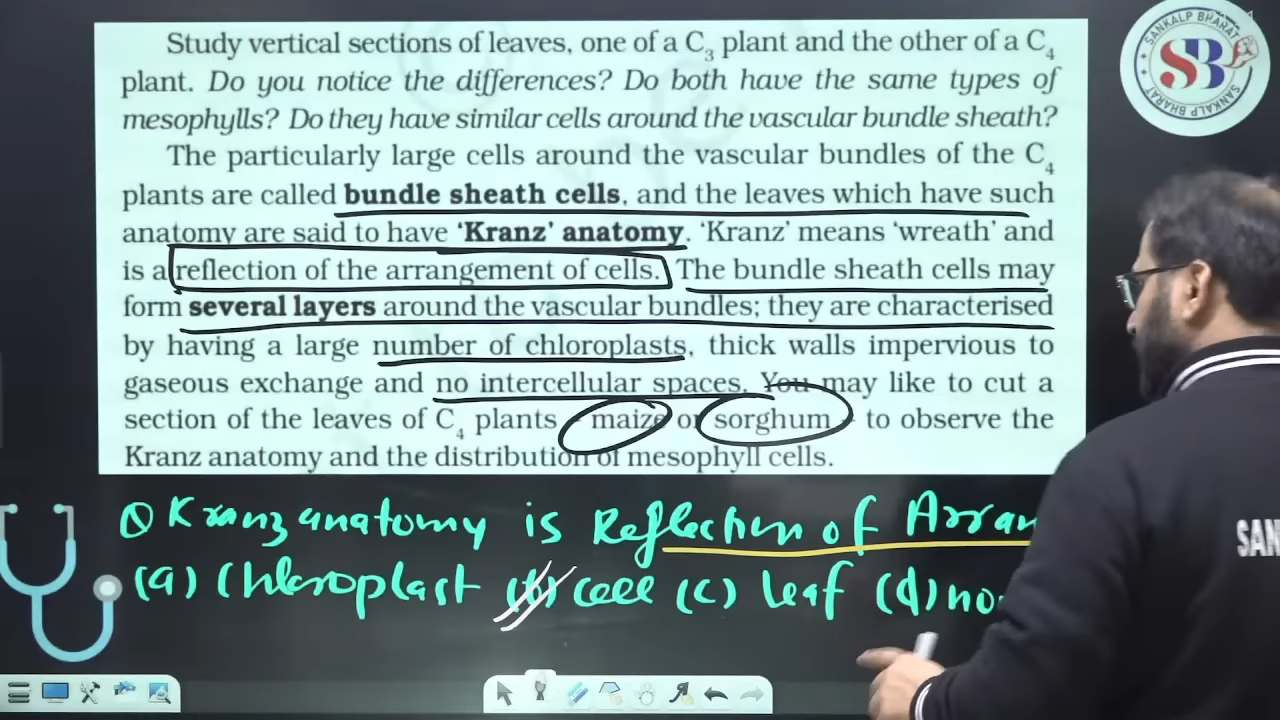 Study vertical sections of leaves, one of a C₃ plant and the other of a C₄
plant. Do you notice the differences? Do both have the same types of
mesophylls? Do they have similar cells around the vascular bundle sheath?
The particularly large cells around the vascular bundles of the C₄
plants are called bundle sheath cells, and the leaves which have such
anatomy are said to have ‘Kranz’ anatomy. ‘Kranz’ means ‘wreath’ and
is a reflection of the arrangement of cells. The bundle sheath cells may
form several layers around the vascular bundles; they are characterised
by having a large number of chloroplasts, thick walls impervious to
gaseous exchange and no intercellular spaces. You may like to cut a
section of the leaves of C₄ plants – maize or sorghum – to observe the
Kranz anatomy and the distribution of mesophyll cells.
Q Kranz anatomy is Reflection of Arran
(a) Chloroplast (b) cell (c) leaf (d) no
SANKALP BHARAT
SB
SANKALP BHARAT
SAN